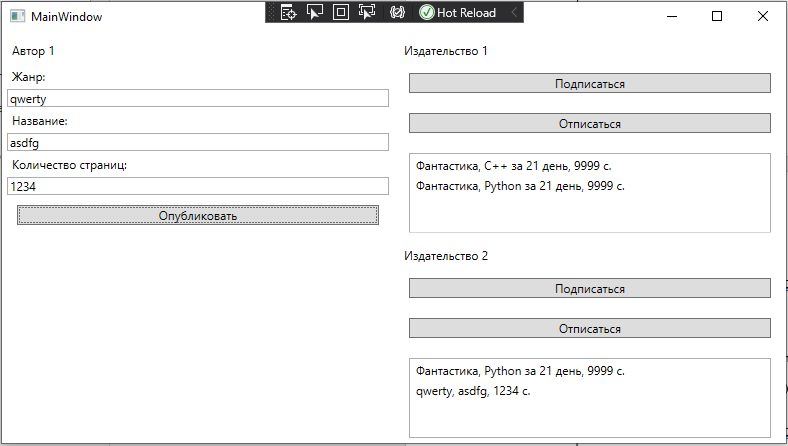 MainWindow
Hot Reload
Автор 1
Жанр:
qwerty
Название:
asdfg
Количество страниц:
1234
Опубликовать
Издательство 1
Подписаться
Отписаться
Фантастика, C++ за 21 день, 9999 с.
Фантастика, Python за 21 день, 9999 с.
Издательство 2
Подписаться
Отписаться
Фантастика, Python за 21 день, 9999 с.
qwerty, asdfg, 1234 с.